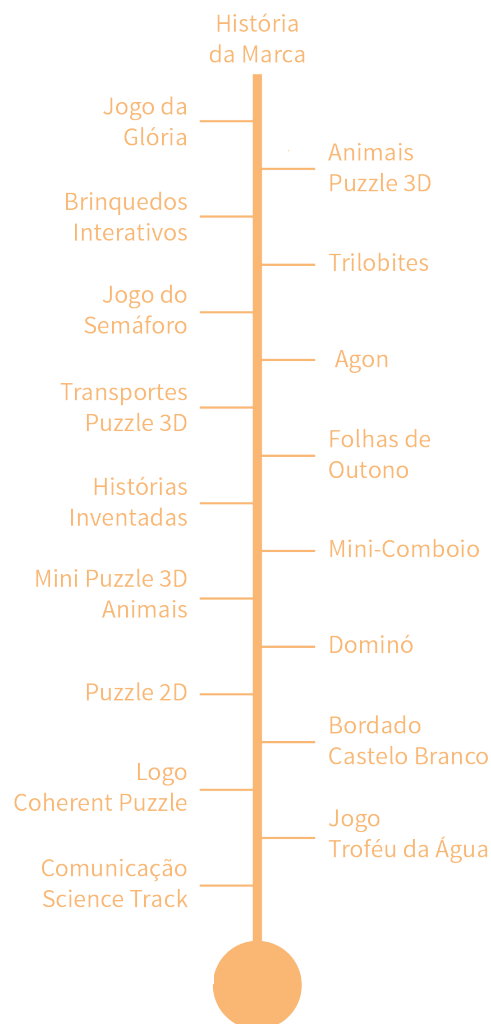 História
da Marca
Jogo da
Glória
Animais
Puzzle 3D
Brinquedos
Interativos
Trilobites
Jogo do
Semáforo
Agon
Transportes
Puzzle 3D
Folhas de
Outono
Histórias
Inventadas
Mini-Comboio
Mini Puzzle 3D
Animais
Dominó
Puzzle 2D
Bordado
Castelo Branco
Logo
Coherent Puzzle
Jogo
Troféu da Água
Comunicação
Science Track